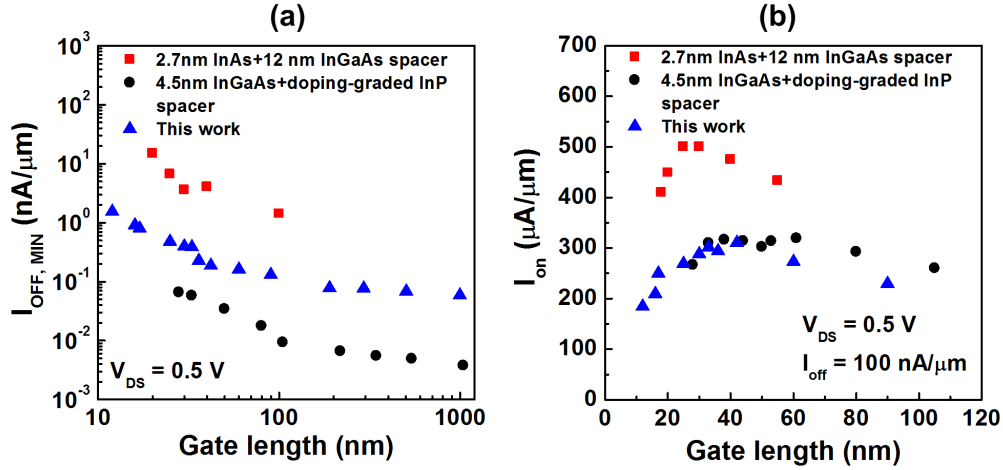 (a)
10³
10²
10¹
10⁰
10⁻¹
10⁻²
10⁻³
I_OFF, MIN (nA/μm)
2.7nm InAs+12 nm InGaAs spacer
4.5nm InGaAs+doping-graded InP
spacer
This work
V_DS = 0.5 V
10
100
1000
Gate length (nm)
(b)
700
600
500
400
300
200
100
0
I_on (μA/μm)
2.7nm InAs+12 nm InGaAs spacer
4.5nm InGaAs+doping-graded InP
spacer
This work
V_DS = 0.5 V
I_off = 100 nA/μm
0
20
40
60
80
100
120
Gate length (nm)